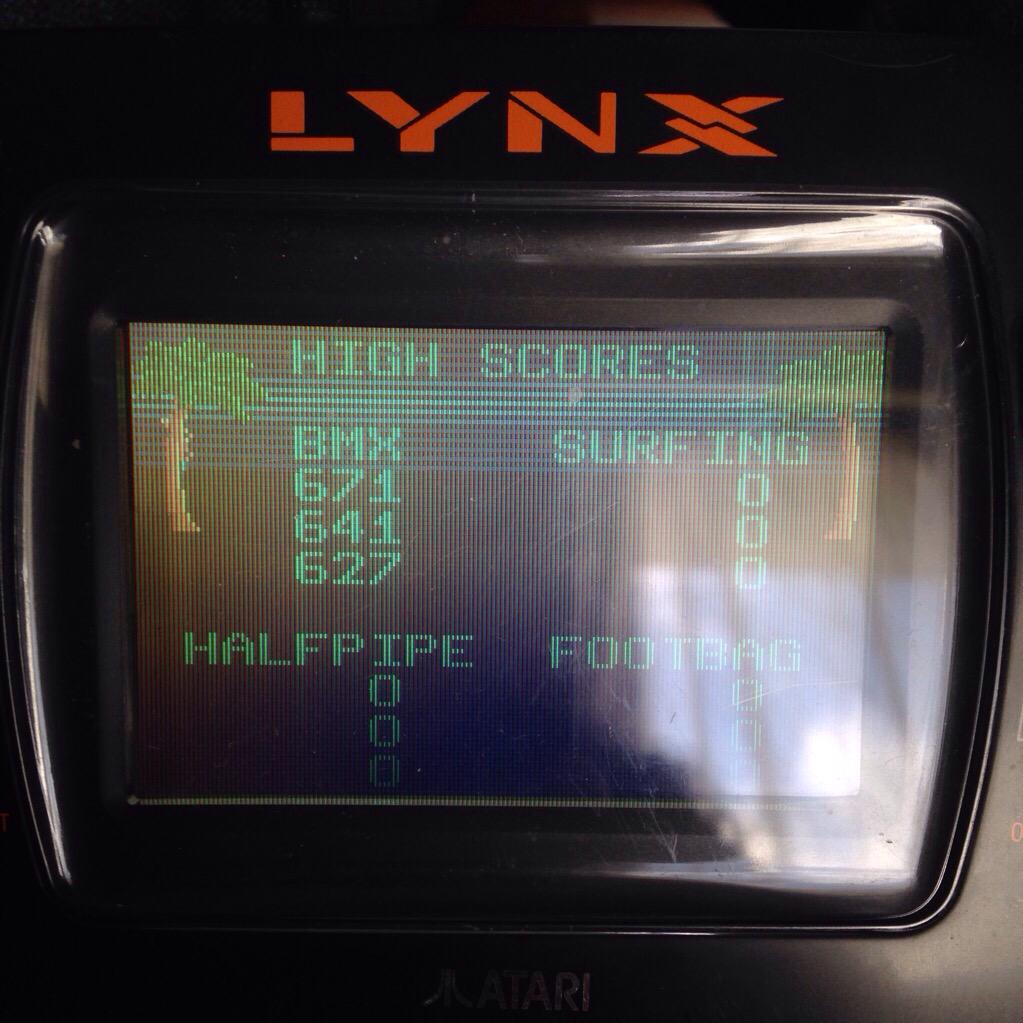 LYNX
HIGH SCORES
BMX SURFING
671 0
641 0
627 0
HALFPIPE FOOTBAG
0 0
0 0
0
ATARI